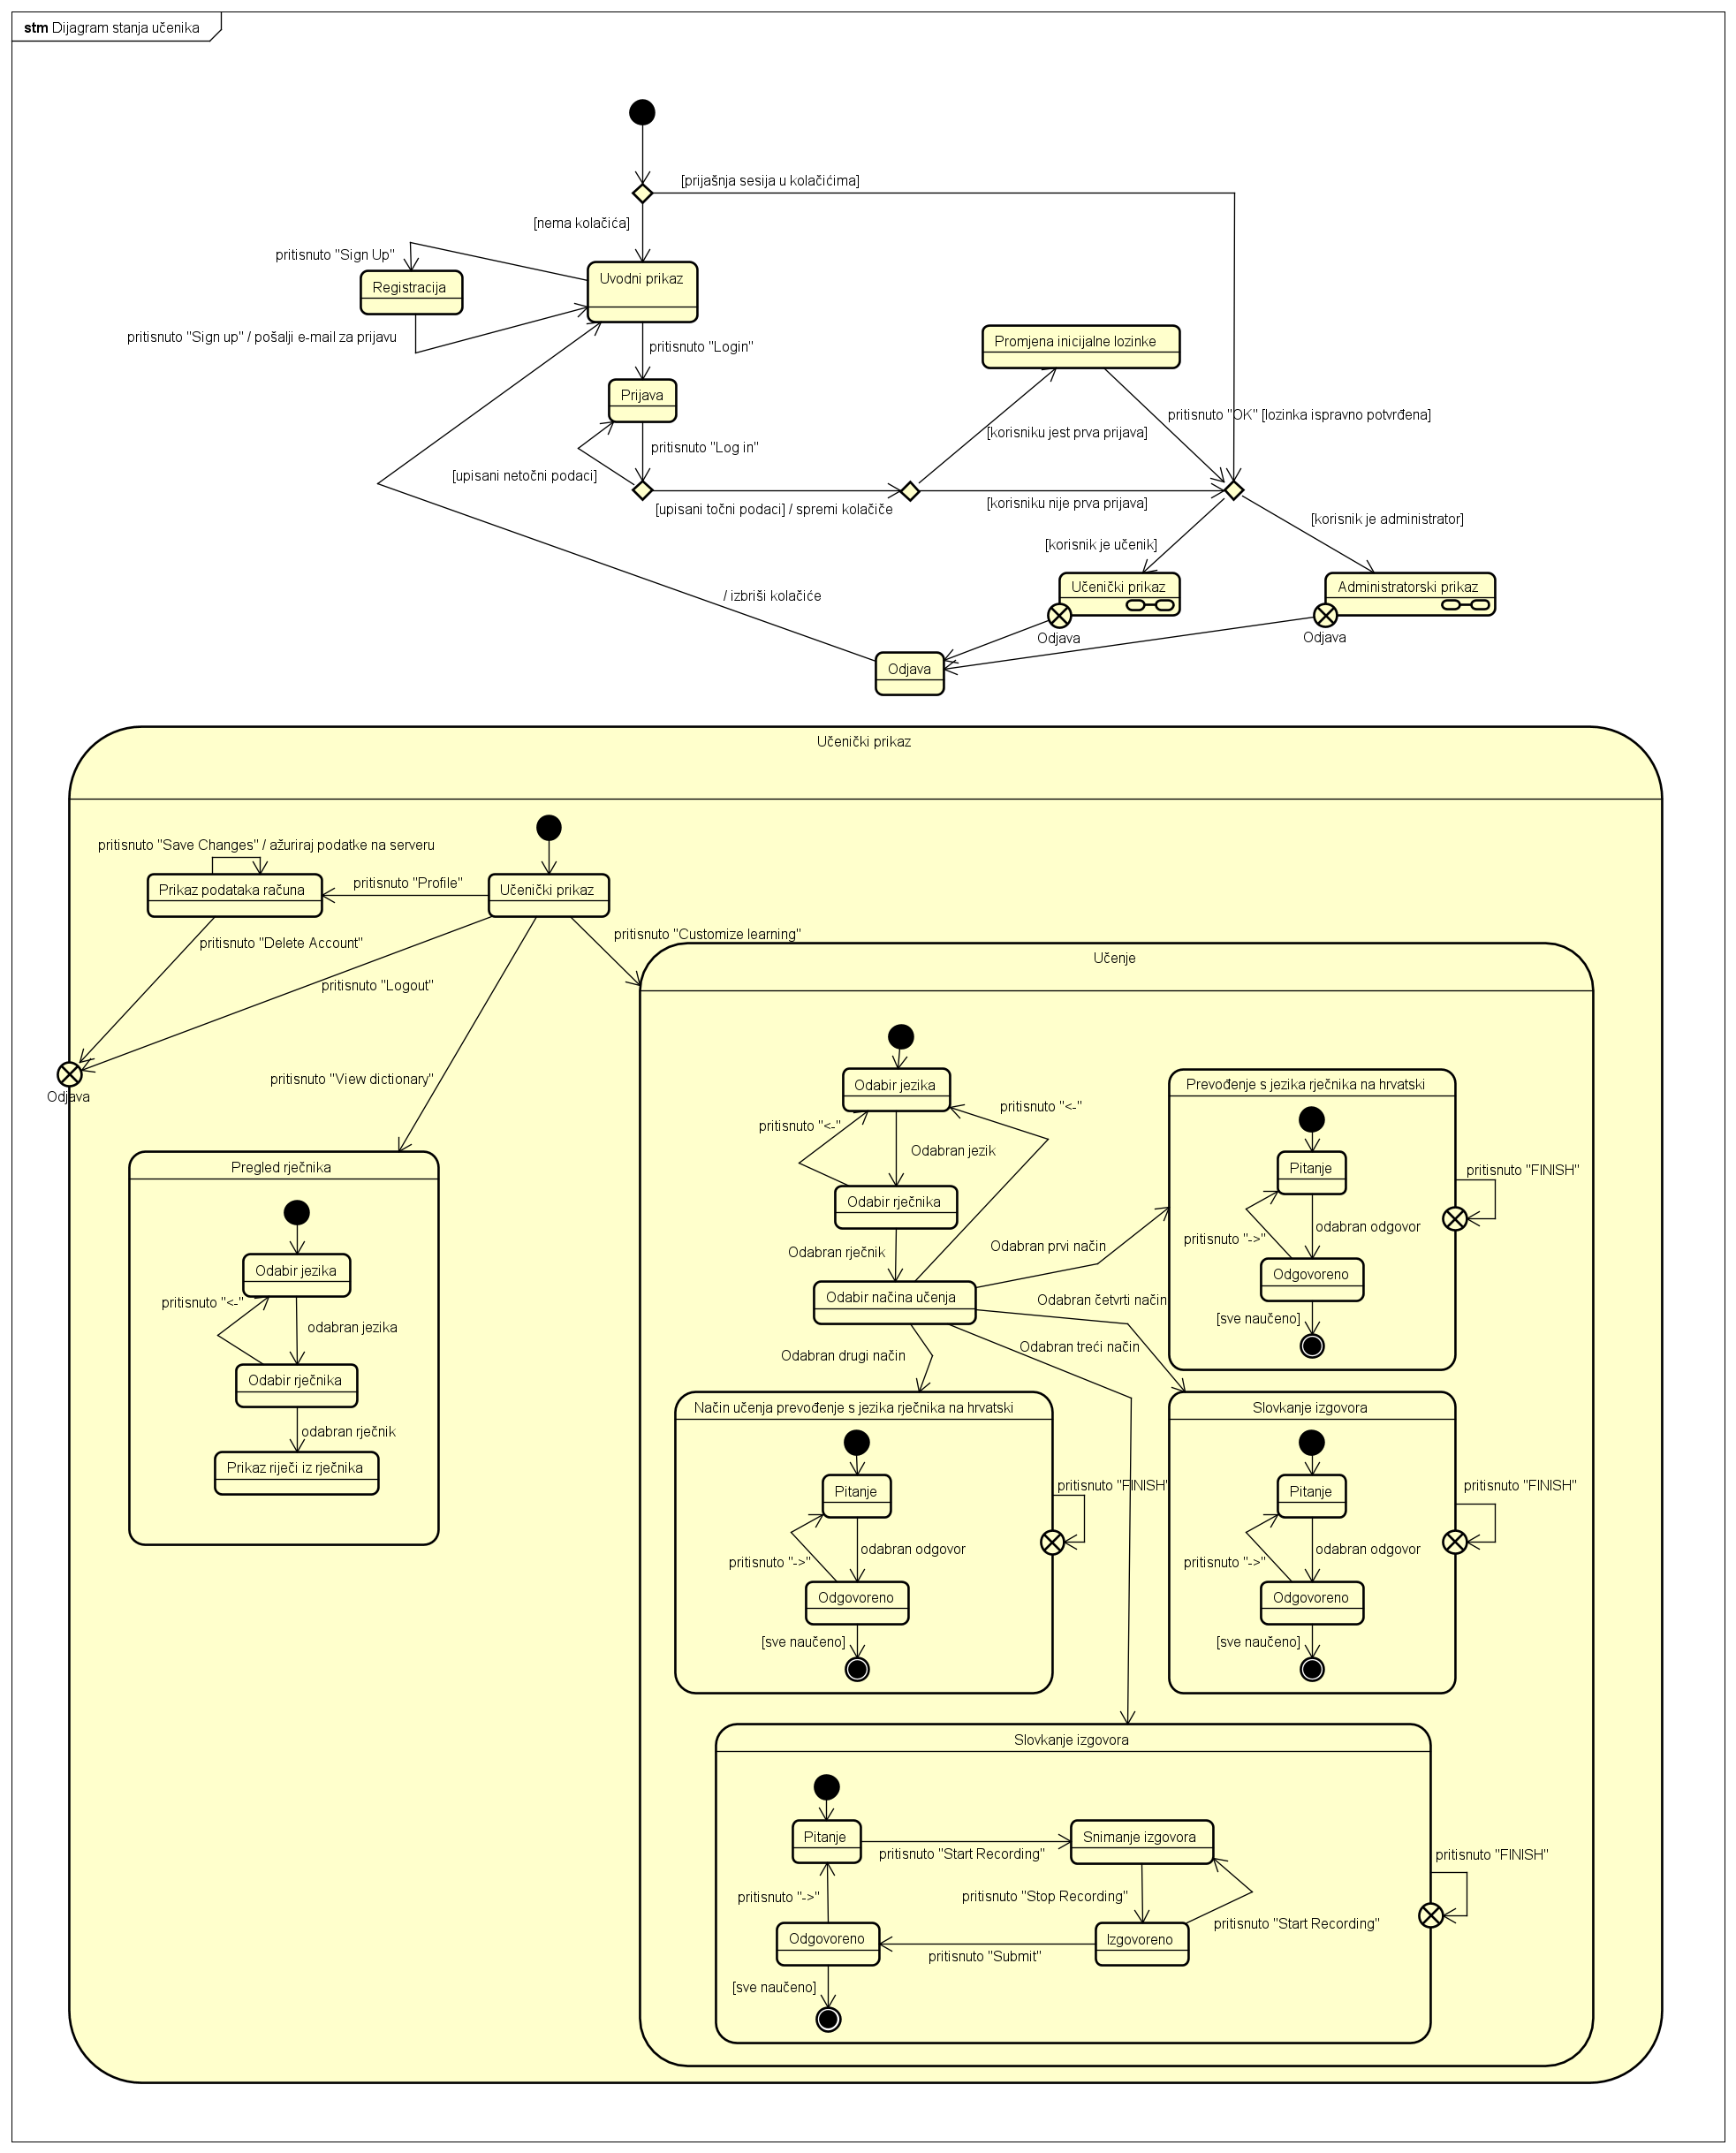 stm Dijagram stanja učenika
[prijašnja sesija u kolačićima]
[nema kolačića]
pritisnuto "Sign Up"
Uvodni prikaz
Registracija
pritisnuto "Sign up" / pošalji e-mail za prijavu
pritisnuto "Login"
Promjena inicijalne lozinke
Prijava
pritisnuto "OK" [lozinka ispravno potvrđena]
[korisniku jest prva prijava]
pritisnuto "Log in"
[upisani netočni podaci]
[upisani točni podaci] / spremi kolačiče
[korisniku nije prva prijava]
[korisnik je administrator]
[korisnik je učenik]
Učenički prikaz
Administratorski prikaz
/ izbriši kolačiće
Odjava
Odjava
Odjava
Učenički prikaz
pritisnuto "Save Changes" / ažuriraj podatke na serveru
Prikaz podataka računa
pritisnuto "Profile"
Učenički prikaz
pritisnuto "Delete Account"
pritisnuto "Customize learning"
Učenje
pritisnuto "Logout"
pritisnuto "View dictionary"
Odjava
Odabir jezika
pritisnuto "<-"
pritisnuto "<-"
Odabran jezik
Odabir rječnika
Odabran rječnik
Odabran prvi način
Odabir načina učenja
Odabran četvrti način
Odabran treći način
Odabran drugi način
Prevođenje s jezika rječnika na hrvatski
Pitanje
pritisnuto "FINISH"
odabran odgovor
pritisnuto "->"
Odgovoreno
[sve naučeno]
Pregled rječnika
Odabir jezika
pritisnuto "<-"
odabran jezika
Odabir rječnika
odabran rječnik
Prikaz riječi iz rječnika
Način učenja prevođenje s jezika rječnika na hrvatski
Pitanje
pritisnuto "FINISH"
odabran odgovor
pritisnuto "->"
Odgovoreno
[sve naučeno]
Slovkanje izgovora
Pitanje
pritisnuto "FINISH"
odabran odgovor
pritisnuto "->"
Odgovoreno
[sve naučeno]
Slovkanje izgovora
Pitanje
pritisnuto "Start Recording"
Snimanje izgovora
pritisnuto "FINISH"
pritisnuto "->"
pritisnuto "Stop Recording"
pritisnuto "Start Recording"
Odgovoreno
pritisnuto "Submit"
Izgovoreno
[sve naučeno]